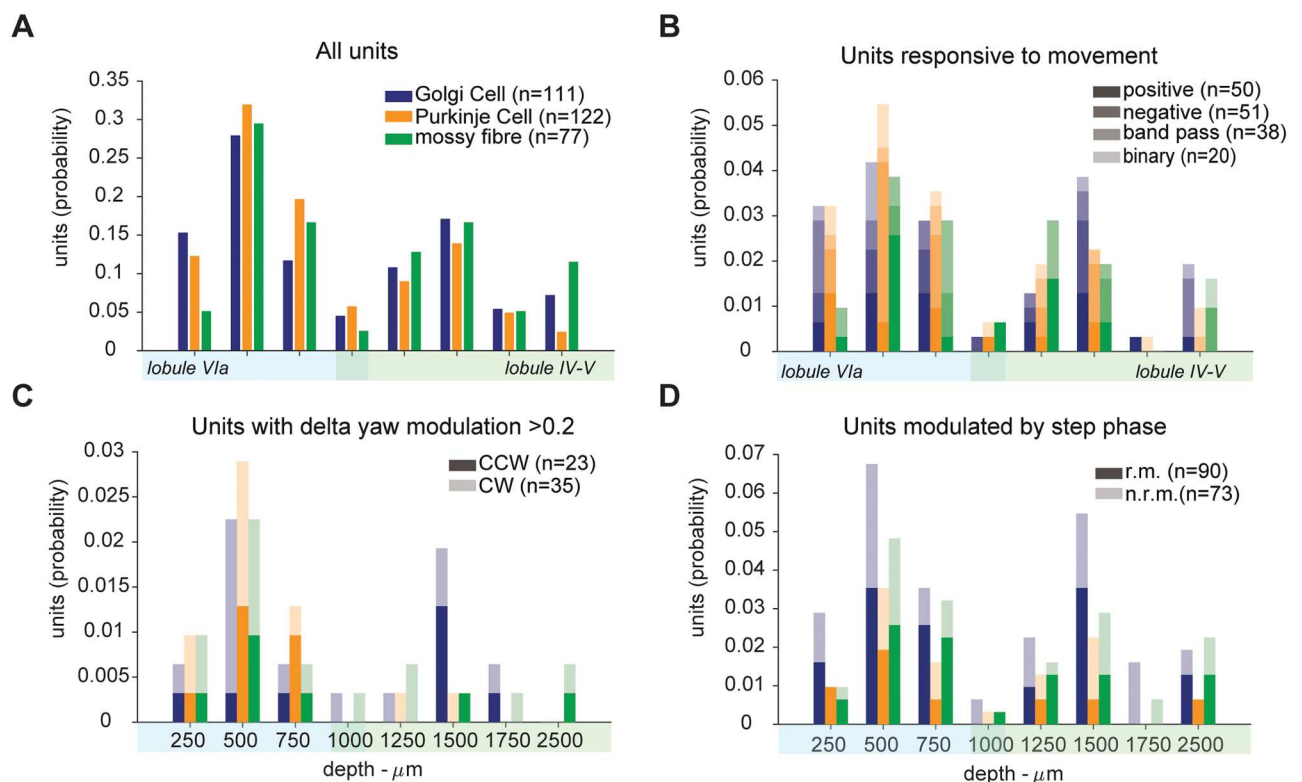 A
All units
units (probability)
0.35
0.3
0.25
0.2
0.15
0.1
0.05
0
Golgi Cell (n=111)
Purkinje Cell (n=122)
mossy fibre (n=77)
lobule VIa
lobule IV-V
B
Units responsive to movement
units (probability)
0.06
0.05
0.04
0.03
0.02
0.01
0
positive (n=50)
negative (n=51)
band pass (n=38)
binary (n=20)
lobule VIa
lobule IV-V
C
Units with delta yaw modulation >0.2
units (probability)
0.03
0.025
0.02
0.015
0.01
0.005
0
CCW (n=23)
CW (n=35)
250 500 750 1000 1250 1500 1750 2500
depth - μm
D
Units modulated by step phase
units (probability)
0.07
0.06
0.05
0.04
0.03
0.02
0.01
0
r.m. (n=90)
n.r.m.(n=73)
250 500 750 1000 1250 1500 1750 2500
depth - μm